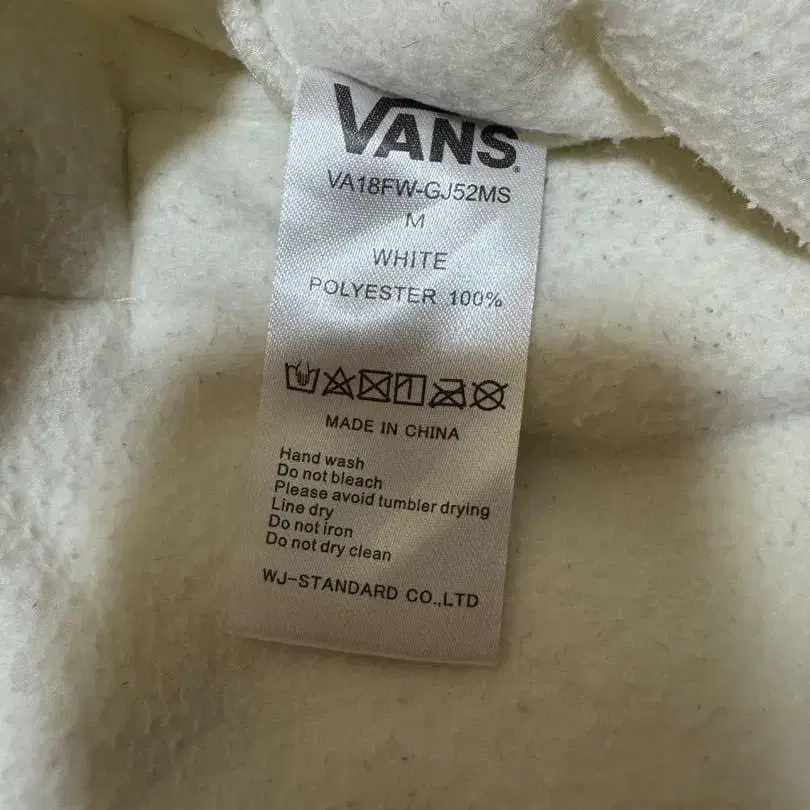 VANS
VA18FW-GJ52MS
M
WHITE
POLYESTER 100%
MADE IN CHINA
Hand wash
Do not bleach
Please avoid tumbler drying
Line dry
Do not iron
Do not dry clean
WJ-STANDARD CO.,LTD